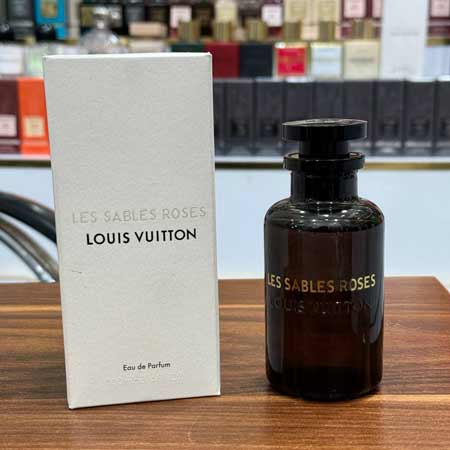 LES SABLES ROSES
LOUIS VUITTON
Eau de Parfum
LES SABLES ROSES
LOUIS VUITTON